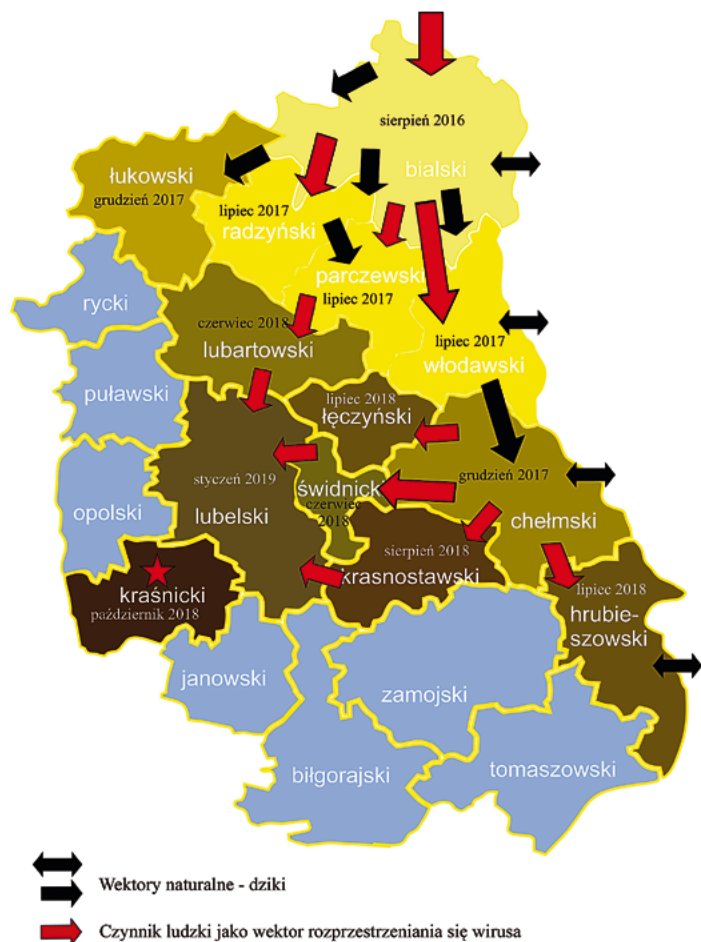 sierpień 2016
bialski
łukowski
grudzień 2017
lipiec 2017
radzyński
parczewski
lipiec 2017
rycki
czerwiec 2018
lubartowski
lipiec 2017
włodawski
puławski
lipiec 2018
łęczyński
styczeń 2019
lubelski
świdnicki
czerwiec
2018
grudzień 2017
chełmski
opolski
sierpień 2018
krasnostawski
kraśnicki
październik 2018
lipiec 2018
hrubie-
szowski
janowski
zamojski
biłgorajski
tomaszowski
Wektory naturalne - dziki
Czynnik ludzki jako wektor rozprzestrzeniania się wirusa